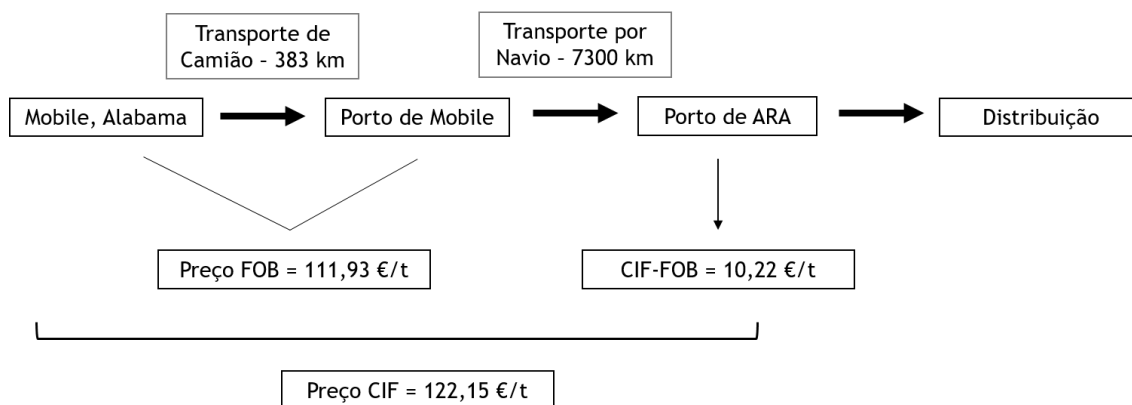 Transporte de
Camião – 383 km
Transporte por
Navio – 7300 km
Mobile, Alabama
Porto de Mobile
Porto de ARA
Distribuição
Preço FOB = 111,93 €/t
CIF-FOB = 10,22 €/t
Preço CIF = 122,15 €/t